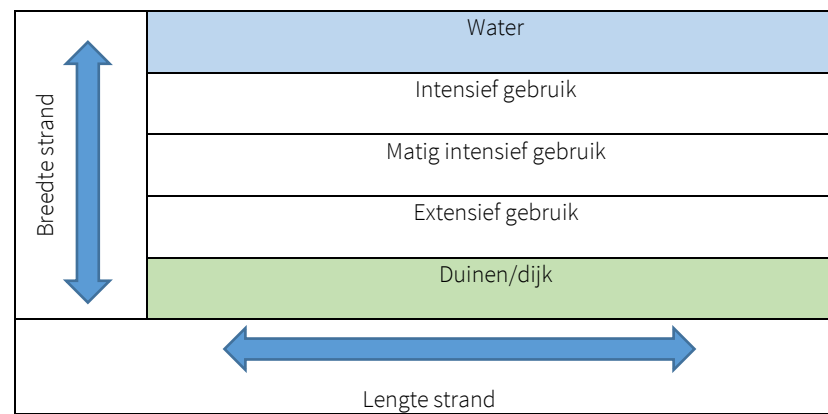 Water
Intensief gebruik
Matig intensief gebruik
Extensief gebruik
Duinen/dijk
Breedte strand
Lengte strand